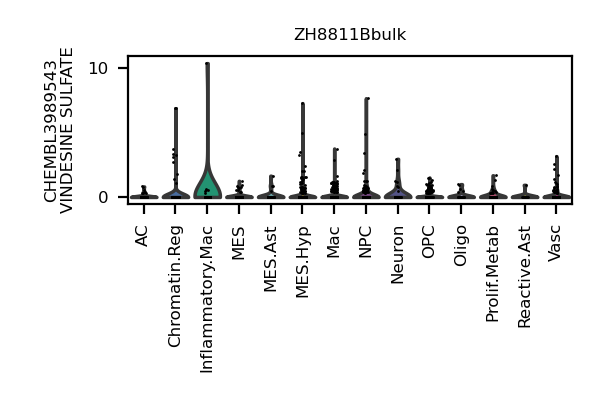 ZH8811Bbulk
CHEMBL3989543
VINDESINE SULFATE
10
0
AC
Chromatin.Reg
Inflammatory.Mac
MES
MES.Ast
MES.Hyp
Mac
NPC
Neuron
OPC
Oligo
Prolif.Metab
Reactive.Ast
Vasc